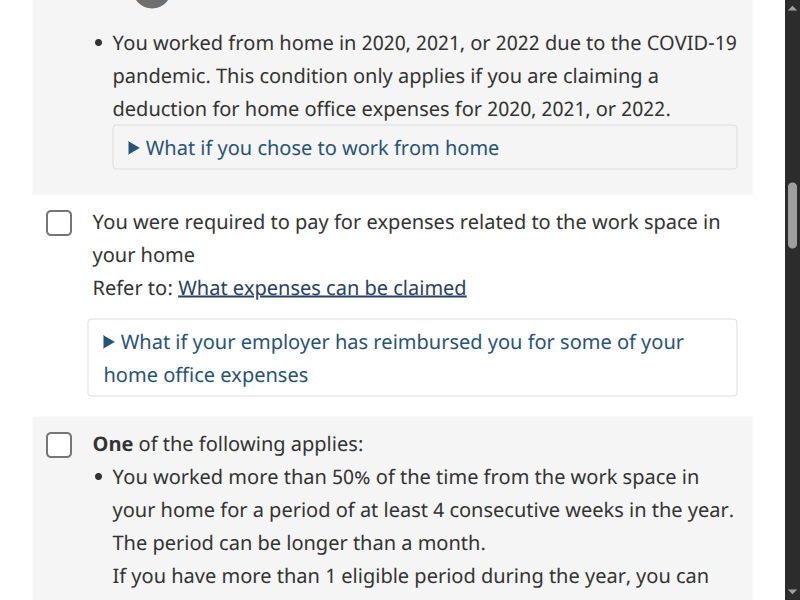 • You worked from home in 2020, 2021, or 2022 due to the COVID-19
pandemic. This condition only applies if you are claiming a
deduction for home office expenses for 2020, 2021, or 2022.
▶ What if you chose to work from home
You were required to pay for expenses related to the work space in
your home
Refer to: What expenses can be claimed
▶ What if your employer has reimbursed you for some of your
home office expenses
One of the following applies:
• You worked more than 50% of the time from the work space in
your home for a period of at least 4 consecutive weeks in the year.
The period can be longer than a month.
If you have more than 1 eligible period during the year, you can